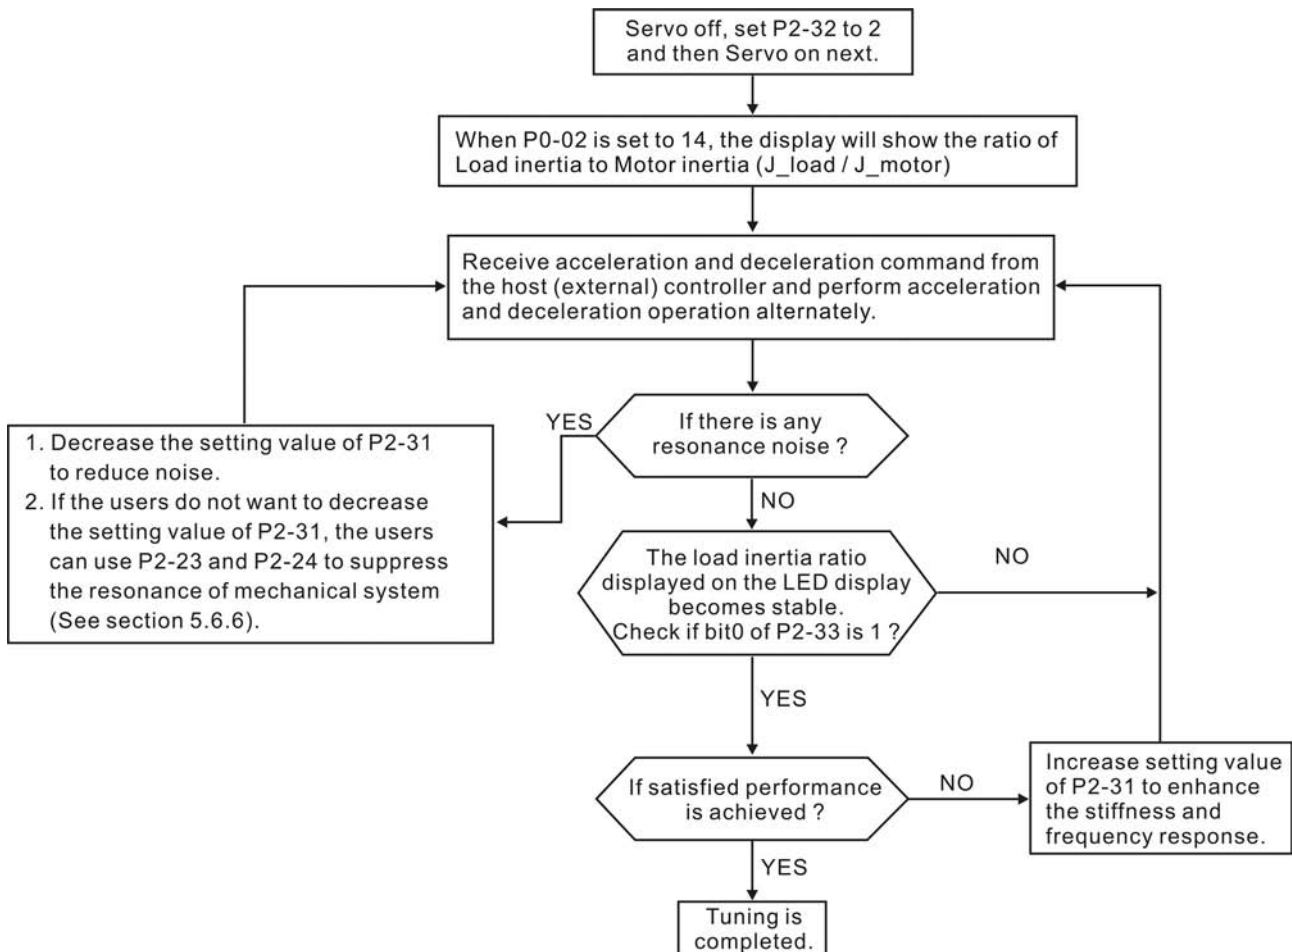 Servo off, set P2-32 to 2
and then Servo on next.
When P0-02 is set to 14, the display will show the ratio of
Load inertia to Motor inertia (J_load / J_motor)
Receive acceleration and deceleration command from
the host (external) controller and perform acceleration
and deceleration operation alternately.
YES
If there is any
resonance noise ?
1. Decrease the setting value of P2-31
to reduce noise.
2. If the users do not want to decrease
the setting value of P2-31, the users
can use P2-23 and P2-24 to suppress
the resonance of mechanical system
(See section 5.6.6).
NO
The load inertia ratio
displayed on the LED display
becomes stable.
Check if bit0 of P2-33 is 1 ?
NO
YES
If satisfied performance
is achieved ?
NO
Increase setting value
of P2-31 to enhance
the stiffness and
frequency response.
YES
Tuning is
completed.